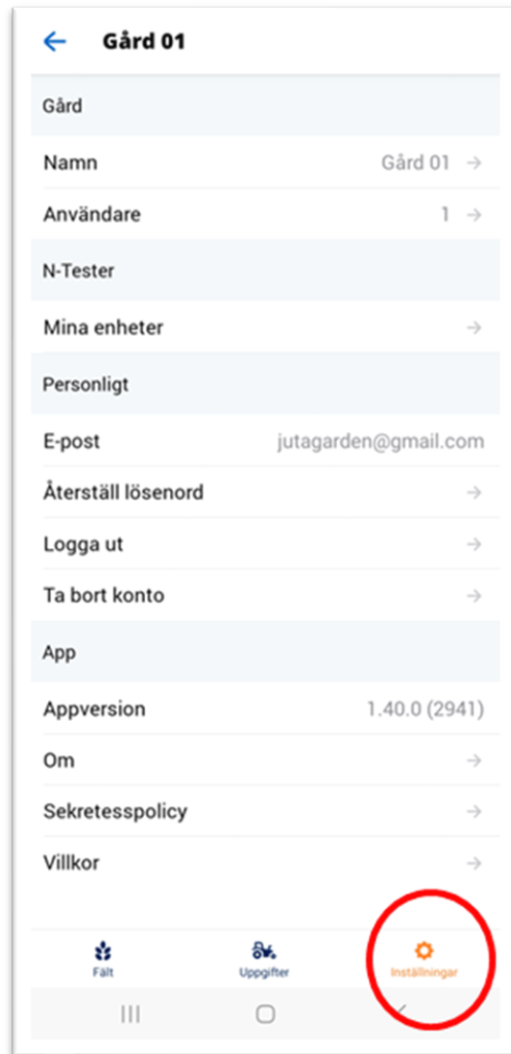 Gård 01
Gård
Namn Gård 01
Användare 1
N-Tester
Mina enheter
Personligt
E-post jutagarden@gmail.com
Återställ lösenord
Logga ut
Ta bort konto
App
Appversion 1.40.0 (2941)
Om
Sekretesspolicy
Villkor
Fält Uppgifter Inställningar